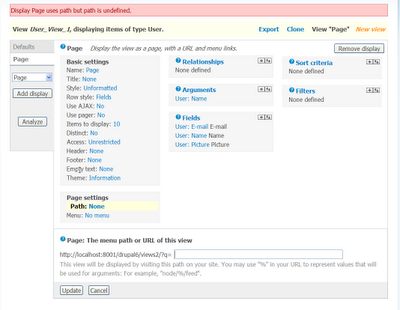 Display Page uses path but path is undefined.
View User_View_1, displaying items of type User.
Export Clone View "Page" New view
Defaults
Page
Page
Add display
Analyze
Page Display the view as a page, with a URL and menu links.
Remove display
Basic settings
Name: Page
Title: None
Style: Unformatted
Row style: Fields
Use AJAX: No
Use pager: No
Items to display: 10
Distinct: No
Access: Unrestricted
Header: None
Footer: None
Empty text: None
Theme: Information
Page settings
Path: None
Menu: No menu
Relationships
None defined
Arguments
User: Name
Fields
User: E-mail E-mail
User: Name Name
User: Picture Picture
Sort criteria
None defined
Filters
None defined
Page: The menu path or URL of this view
http://localhost:8001/drupal6/views2/?q=
This view will be displayed by visiting this path on your site. You may use "%" in your URL to represent values that will
be used for arguments: For example, "node/%/feed".
Update Cancel